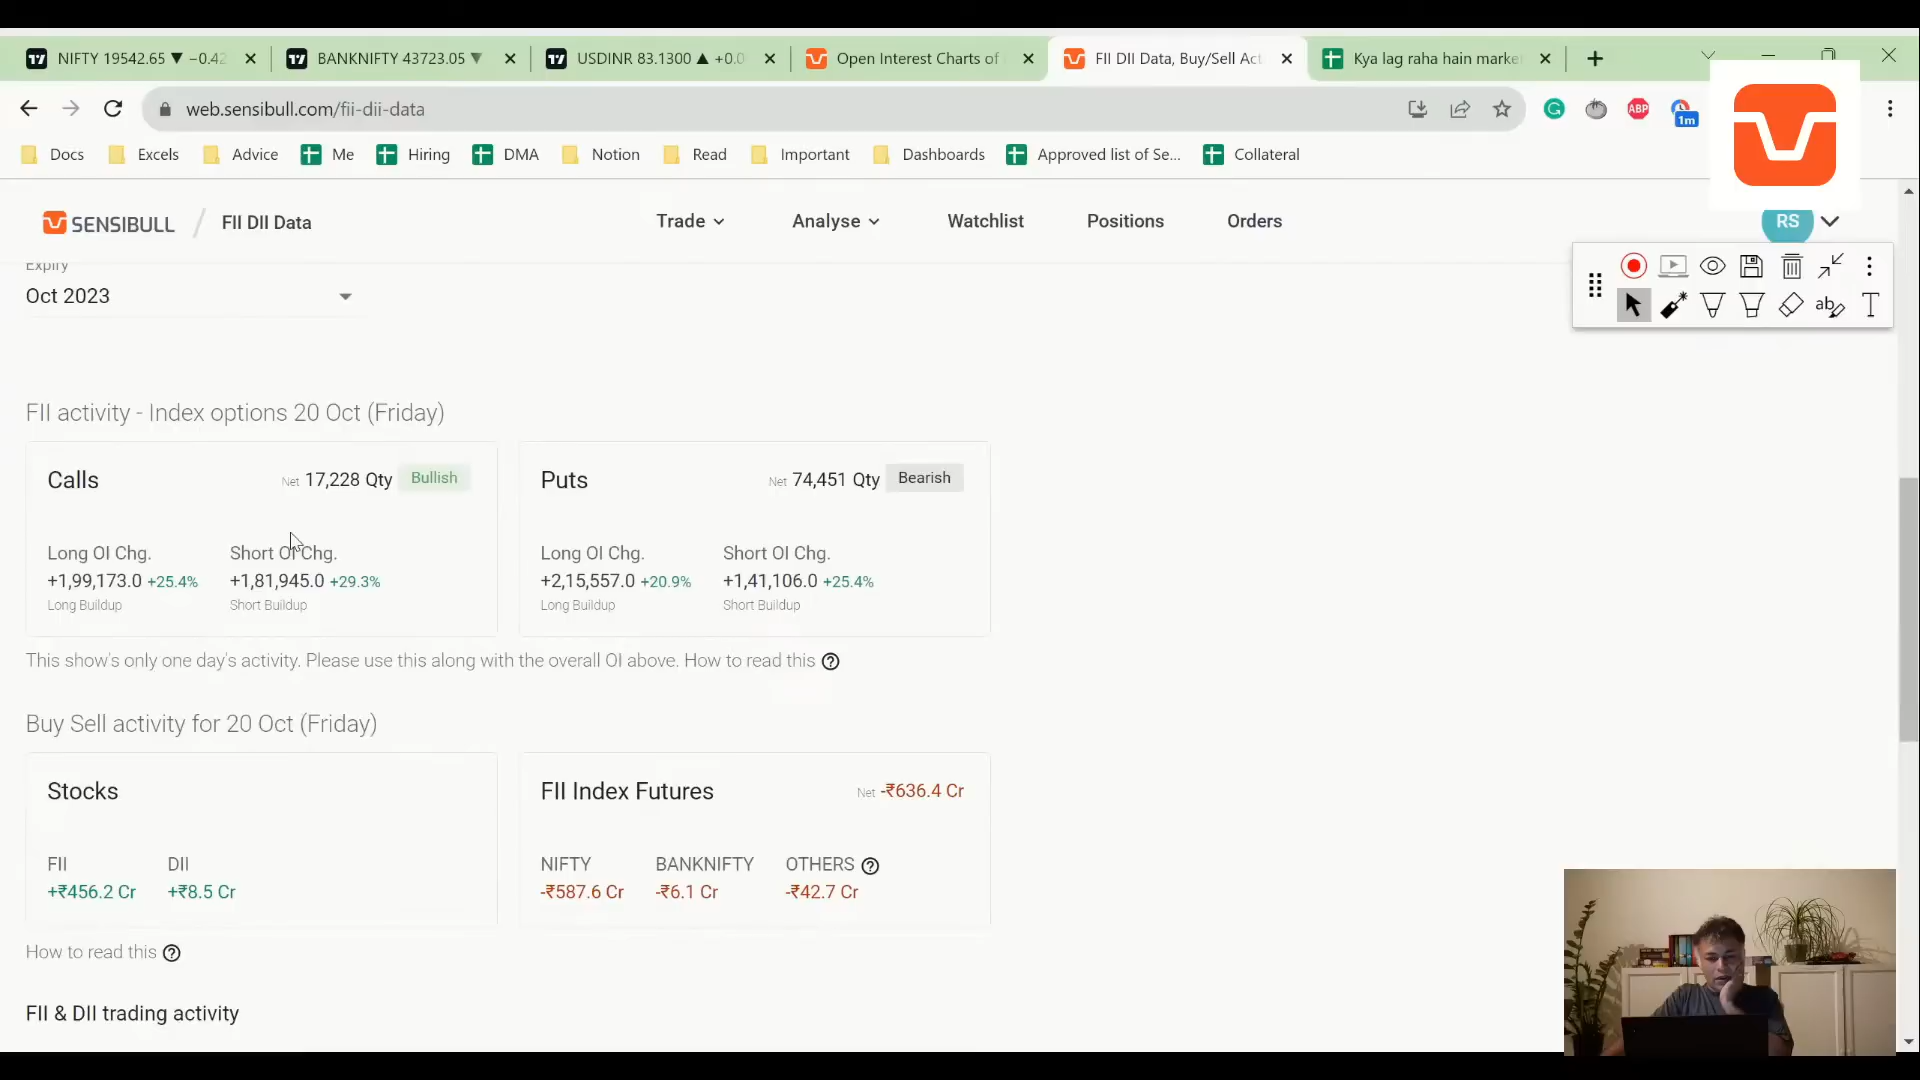 NIFTY 19542.65 ▼ −0.42
BANKNIFTY 43723.05 ▼
USDINR 83.1300 ▲ +0.0
Open Interest Charts of
FII DII Data, Buy/Sell Act
Kya lag raha hain marke
web.sensibull.com/fii-dii-data
ABP
1m
Docs Excels Advice Me Hiring DMA Notion Read Important Dashboards Approved list of Se... Collateral
SENSIBULL / FII DII Data
Trade Analyse Watchlist Positions Orders
RS
Expiry
Oct 2023
FII activity - Index options 20 Oct (Friday)
Calls Net 17,228 Qty Bullish
Long OI Chg. Short OI Chg.
+1,99,173.0 +25.4% +1,81,945.0 +29.3%
Long Buildup Short Buildup
Puts Net 74,451 Qty Bearish
Long OI Chg. Short OI Chg.
+2,15,557.0 +20.9% +1,41,106.0 +25.4%
Long Buildup Short Buildup
This show's only one day's activity. Please use this along with the overall OI above. How to read this
Buy Sell activity for 20 Oct (Friday)
Stocks
FII DII
+₹456.2 Cr +₹8.5 Cr
FII Index Futures Net -₹636.4 Cr
NIFTY BANKNIFTY OTHERS
-₹587.6 Cr -₹6.1 Cr -₹42.7 Cr
How to read this
FII & DII trading activity